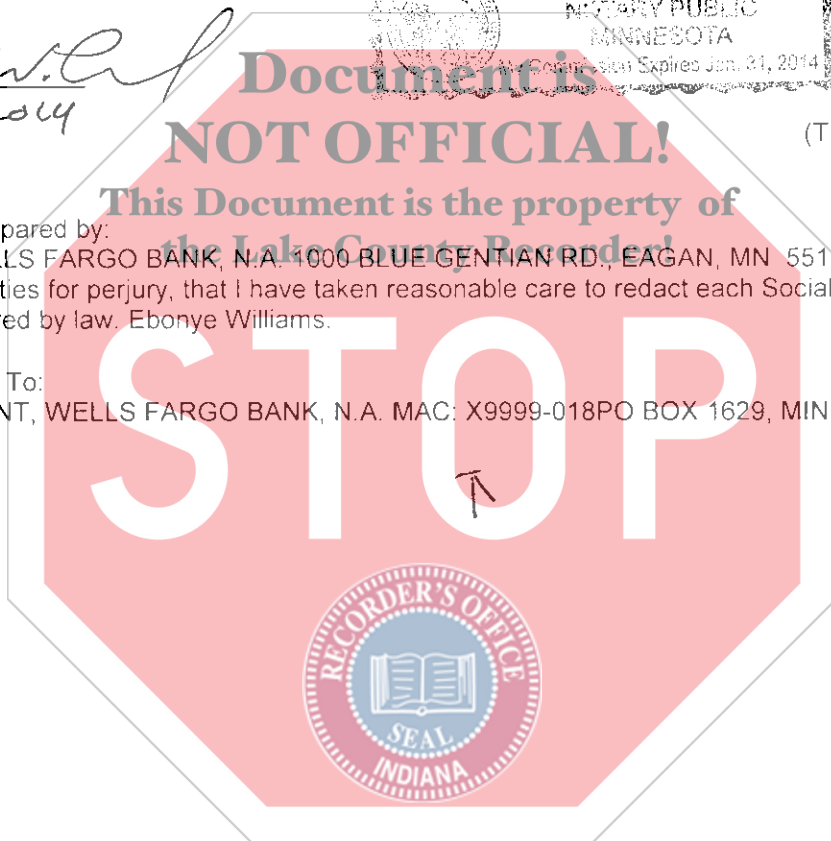 NOTARY PUBLIC
MINNESOTA
Commission Expires Jan. 31, 2014
Document is
NOT OFFICIAL!
This Document is the property of
the Lake County Recorder!
(T
pared by:
LS FARGO BANK, N.A. 1000 BLUE GENTIAN RD., EAGAN, MN 551
ties for perjury, that I have taken reasonable care to redact each Social
ed by law. Ebonye Williams.
To:
NT, WELLS FARGO BANK, N.A. MAC: X9999-018PO BOX 1629, MIN
STOP
RECORDER'S OFFICE
SEAL
INDIANA